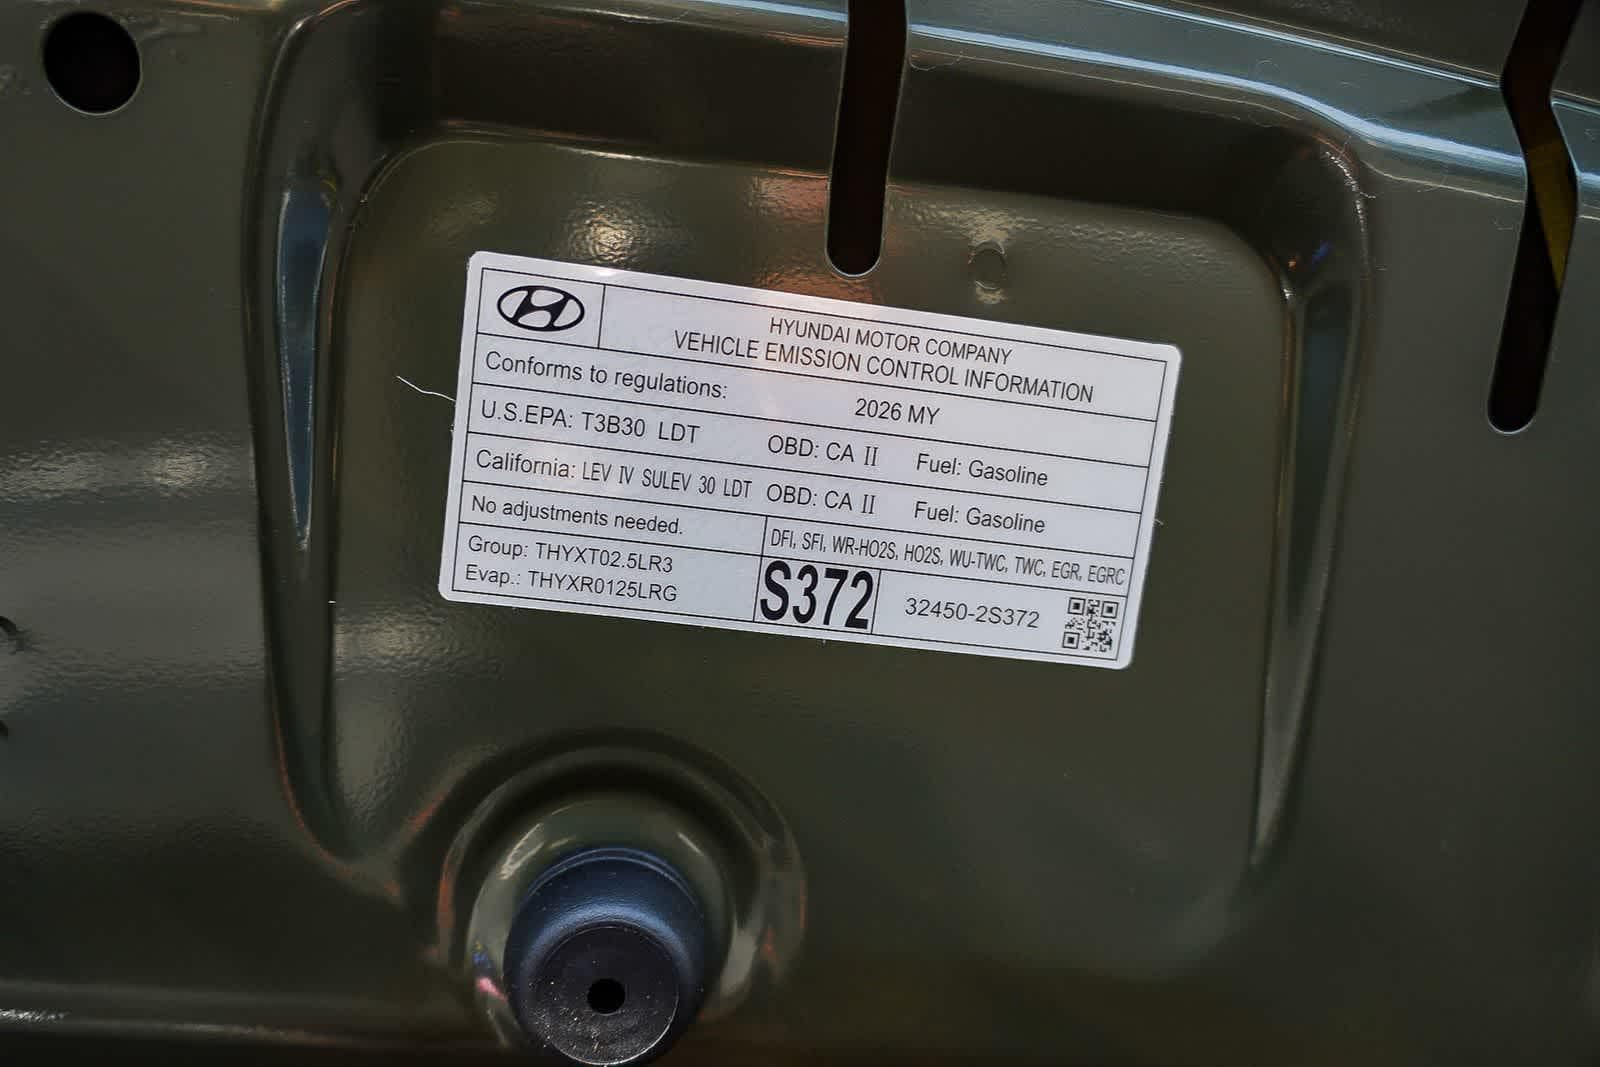 HYUNDAI MOTOR COMPANY
VEHICLE EMISSION CONTROL INFORMATION
Conforms to regulations: 2026 MY
U.S.EPA: T3B30 LDT OBD: CA II Fuel: Gasoline
California: LEV IV SULEV 30 LDT OBD: CA II Fuel: Gasoline
No adjustments needed.
DFI, SFI, WR-HO2S, HO2S, WU-TWC, TWC, EGR, EGRC
Group: THYXT02.5LR3
Evap.: THYXR0125LRG
S372
32450-2S372